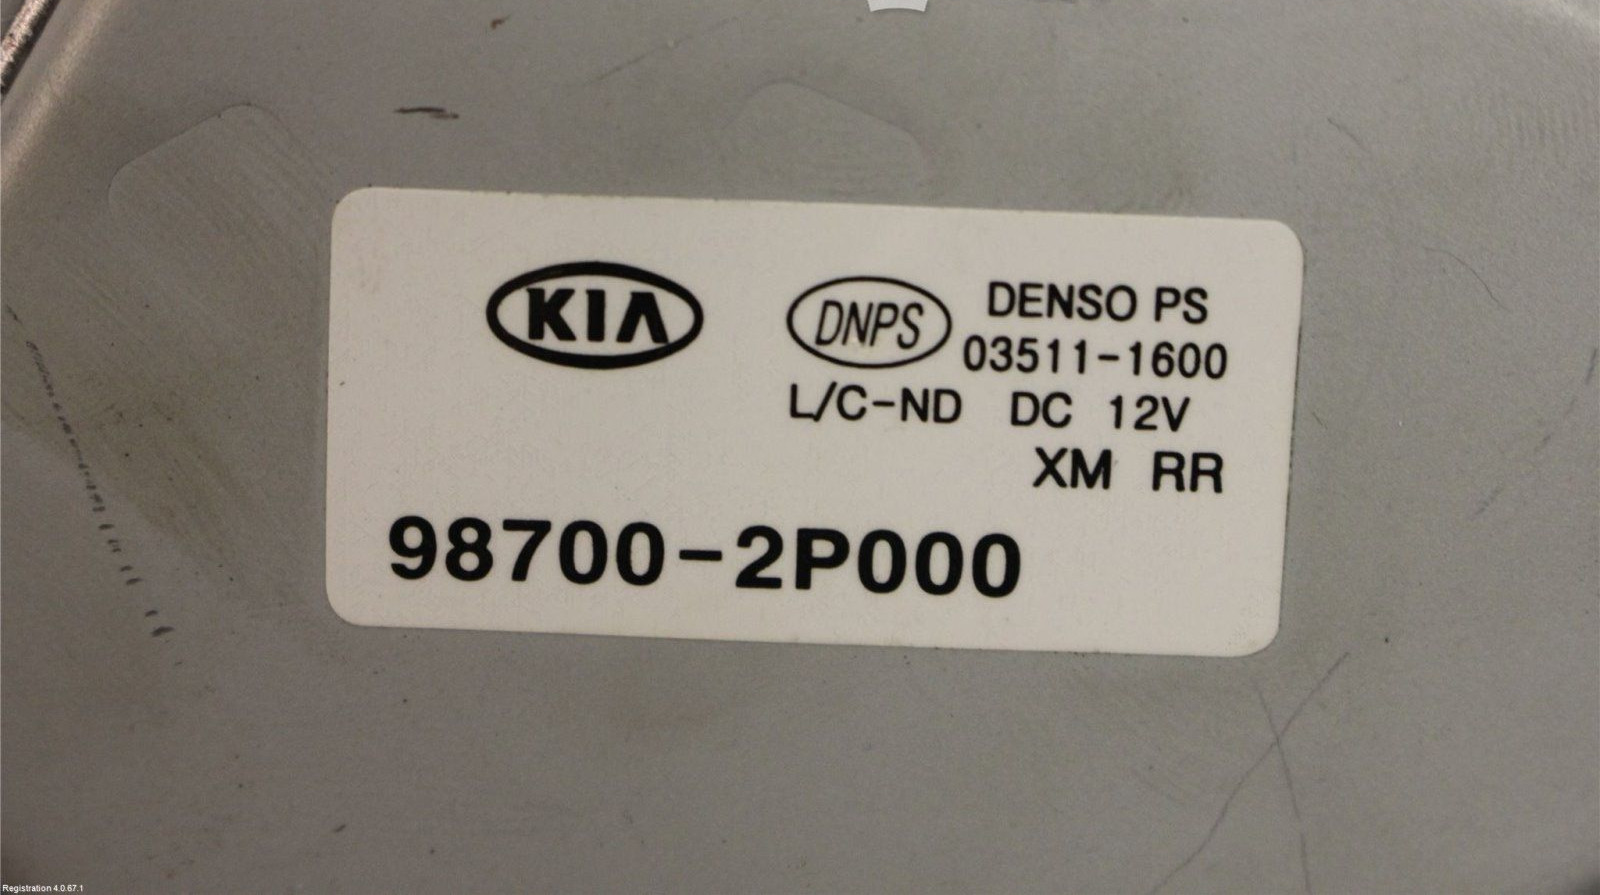 KIA
DNPS
DENSO PS
03511-1600
L/C-ND DC 12V
XM RR
98700-2P000
Registration 4.0.67.1